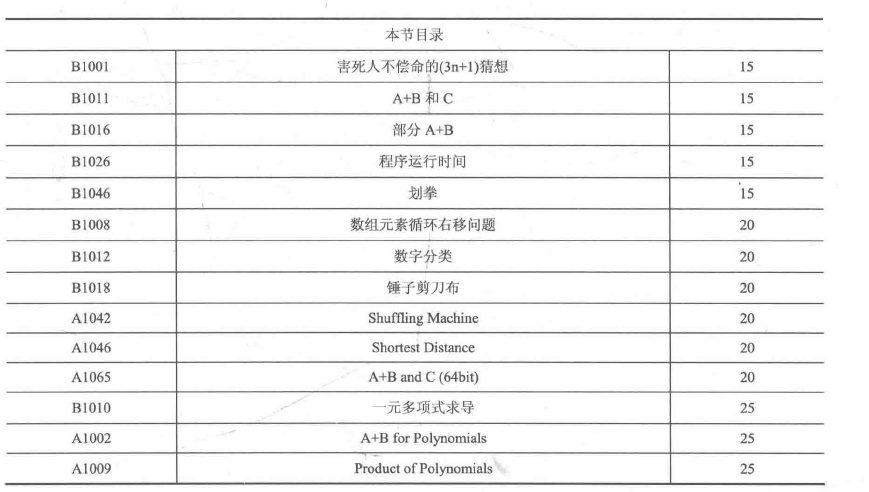 本节目录
B1001 害死人不偿命的(3n+1)猜想 15
B1011 A+B 和 C 15
B1016 部分 A+B 15
B1026 程序运行时间 15
B1046 划拳 15
B1008 数组元素循环右移问题 20
B1012 数字分类 20
B1018 锤子剪刀布 20
A1042 Shuffling Machine 20
A1046 Shortest Distance 20
A1065 A+B and C (64bit) 20
B1010 一元多项式求导 25
A1002 A+B for Polynomials 25
A1009 Product of Polynomials 25